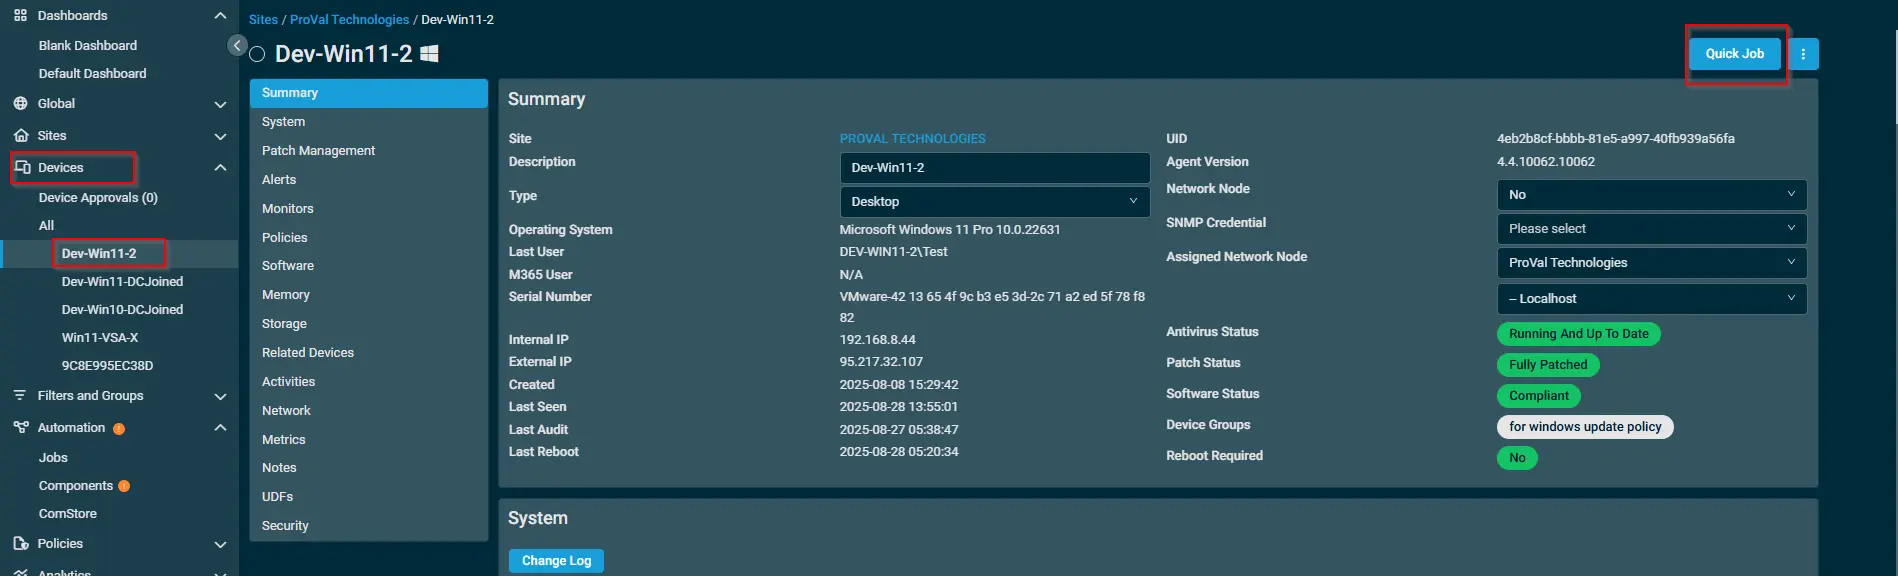 Dashboards
Blank Dashboard
Default Dashboard
Global
Sites
Devices
Device Approvals (0)
All
Dev-Win11-2
Dev-Win11-DCJoined
Dev-Win10-DCJoined
Win11-VSA-X
9C8E995EC38D
Filters and Groups
Automation
Jobs
Components
ComStore
Policies
Analytics
Sites / ProVal Technologies / Dev-Win11-2
Dev-Win11-2
Quick Job
Summary
System
Patch Management
Alerts
Monitors
Policies
Software
Memory
Storage
Related Devices
Activities
Network
Metrics
Notes
UDFs
Security
Summary
Site PROVAL TECHNOLOGIES
Description Dev-Win11-2
Type Desktop
Operating System Microsoft Windows 11 Pro 10.0.22631
Last User DEV-WIN11-2\Test
M365 User N/A
Serial Number VMware-42 13 65 4f 9c b3 e5 3d-2c 71 a2 ed 5f 78 f8
82
Internal IP 192.168.8.44
External IP 95.217.32.107
Created 2025-08-08 15:29:42
Last Seen 2025-08-28 13:55:01
Last Audit 2025-08-27 05:38:47
Last Reboot 2025-08-28 05:20:34
UID 4eb2b8cf-bbbb-81e5-a997-40fb939a56fa
Agent Version 4.4.10062.10062
Network Node No
SNMP Credential Please select
Assigned Network Node ProVal Technologies
-- Localhost
Antivirus Status Running And Up To Date
Patch Status Fully Patched
Software Status Compliant
Device Groups for windows update policy
Reboot Required No
System
Change Log